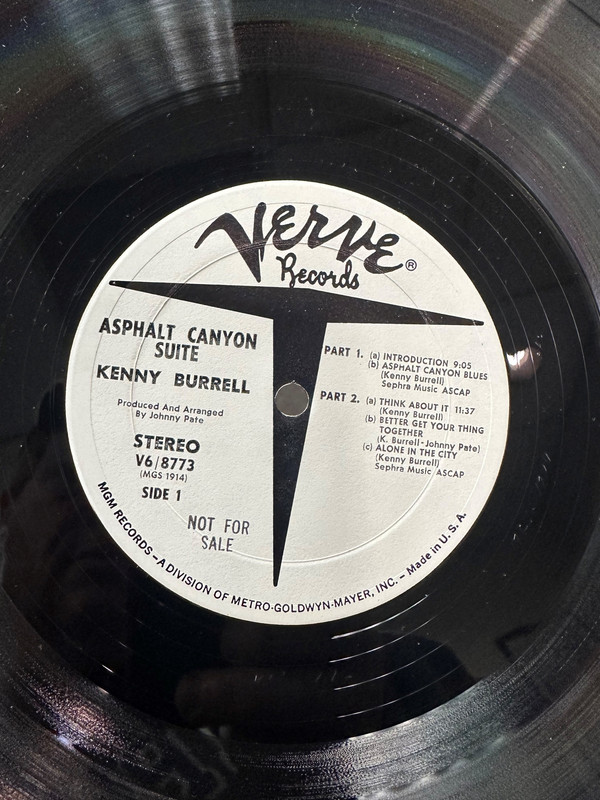 VERVE
Records ®
ASPHALT CANYON
SUITE
KENNY BURRELL
Produced And Arranged
By Johnny Pate
STEREO
V6/8773
(MGS 1914)
SIDE 1
NOT FOR
SALE
PART 1. (a) INTRODUCTION 9:05
(b) ASPHALT CANYON BLUES
(Kenny Burrell)
Sephra Music ASCAP
PART 2. (a) THINK ABOUT IT 11:37
(Kenny Burrell)
(b) BETTER GET YOUR THING
TOGETHER
(K. Burrell-Johnny Pate)
(c) ALONE IN THE CITY
(Kenny Burrell)
Sephra Music ASCAP
MGM RECORDS – A DIVISION OF METRO-GOLDWYN-MAYER, INC. – Made in U. S. A.